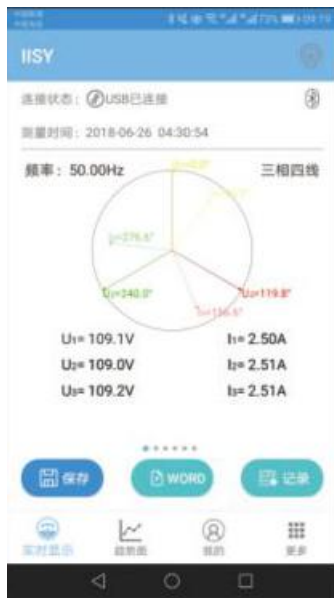 IISY
连接状态： USB已连接
测量时间：2018-06-26 04:30:54
频率：50.00Hz
三相四线
U₃=240.0°
U₂=119.8°
U₁= 109.1V
I₁= 2.50A
U₂= 109.0V
I₂= 2.51A
U₃= 109.2V
I₃= 2.51A
保存
WORD
记录
实时显示
趋势图
我的
更多